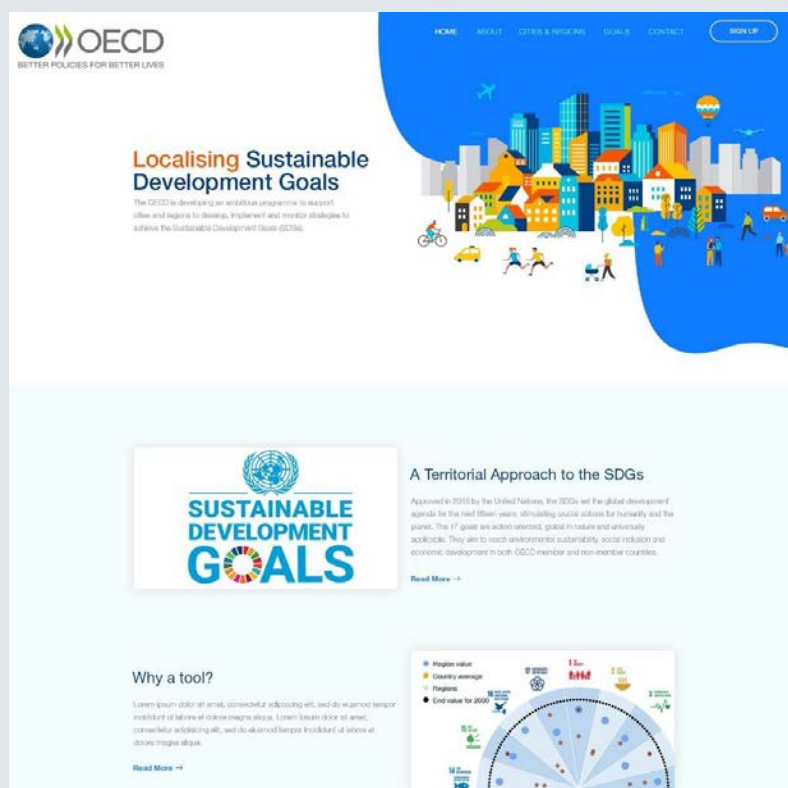 OECD
BETTER POLICIES FOR BETTER LIVES
HOME ABOUT CITIES & REGIONS GOALS CONTACT SIGN UP
Localising Sustainable
Development Goals
The OECD is developing an ambitious programme to support
cities and regions to develop, implement and monitor strategies to
achieve the Sustainable Development Goals (SDGs).
SUSTAINABLE
DEVELOPMENT
GOALS
A Territorial Approach to the SDGs
Approved in 2015 by the United Nations, the SDGs set the global development
agenda for the next fifteen years, stimulating crucial actions for humanity and the
planet. The 17 goals are action oriented, global in nature and universally
applicable. They aim to reach environmental sustainability, social inclusion and
economic development in both OECD member and non-member countries.
Read More →
Why a tool?
Lorem ipsum dolor sit amet, consectetur adipiscing elit, sed do eiusmod tempor
incididunt ut labore et dolore magna aliqua. Lorem ipsum dolor sit amet,
consectetur adipiscing elit, sed do eiusmod tempor incididunt ut labore et
dolore magna aliqua.
Read More →
Region value
Country average
Regions
End value for 2030